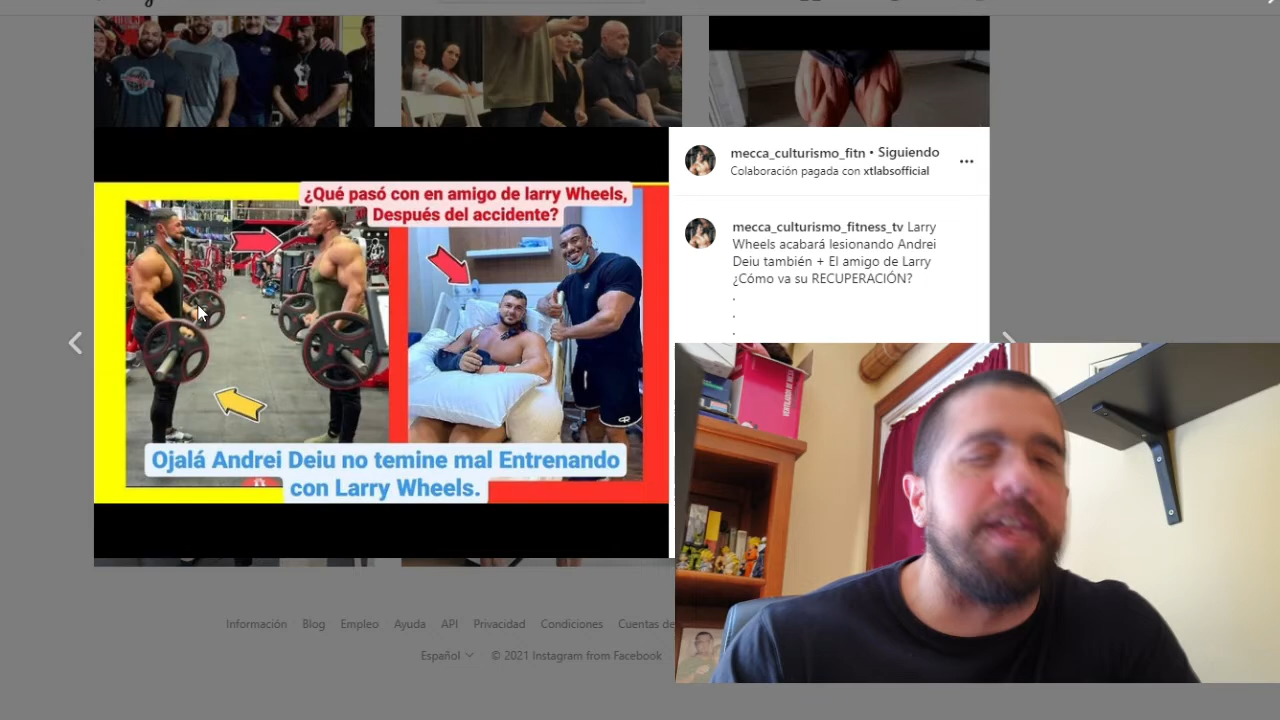 mecca_culturismo_fitn • Siguiendo
Colaboración pagada con xtlabsofficial
¿Qué pasó con en amigo de larry Wheels,
Después del accidente?
mecca_culturismo_fitness_tv Larry
Wheels acabará lesionando Andrei
Deiu también + El amigo de Larry
¿Cómo va su RECUPERACIÓN?
.
.
.
Ojalá Andrei Deiu no temine mal Entrenando
con Larry Wheels.
VENTILADOR DE
Información Blog Empleo Ayuda API Privacidad Condiciones Cuentas de
Español © 2021 Instagram from Facebook